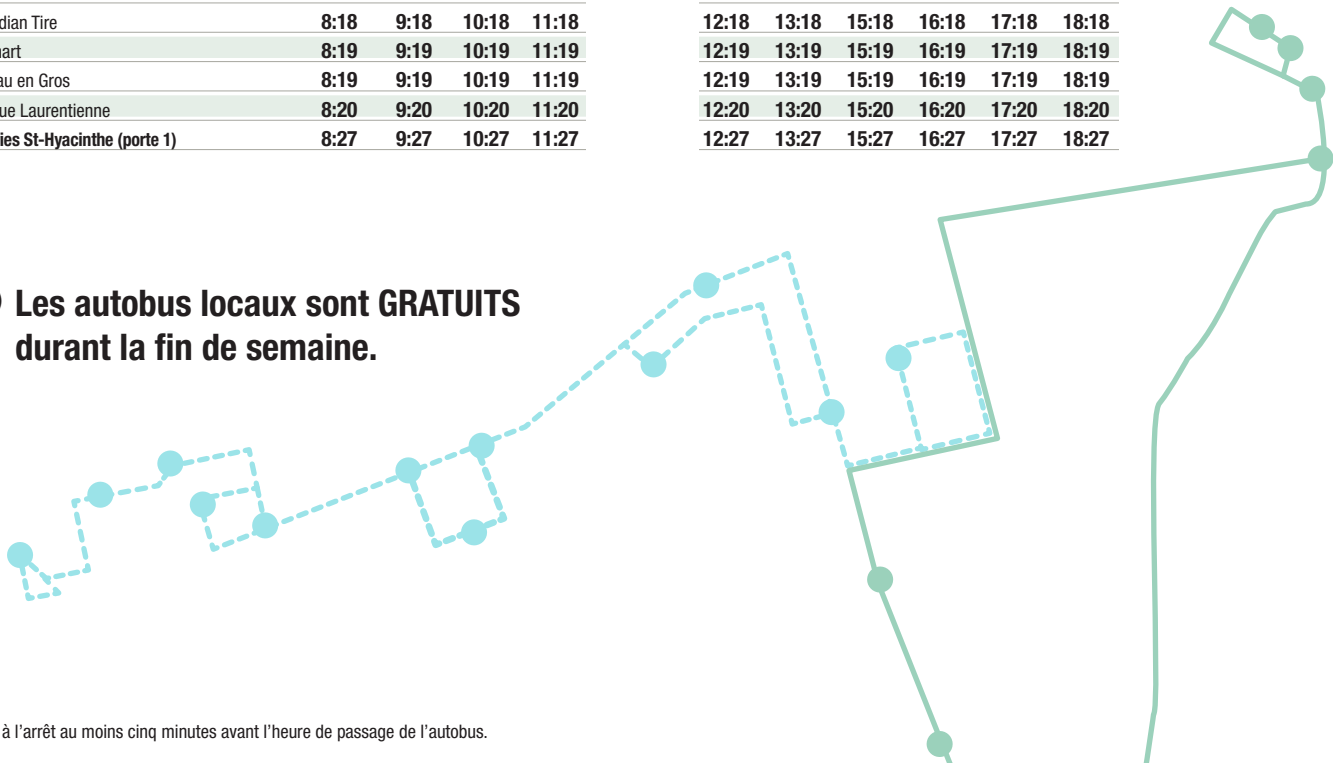 dian Tire 8:18 9:18 10:18 11:18 12:18 13:18 15:18 16:18 17:18 18:18
art 8:19 9:19 10:19 11:19 12:19 13:19 15:19 16:19 17:19 18:19
au en Gros 8:19 9:19 10:19 11:19 12:19 13:19 15:19 16:19 17:19 18:19
ue Laurentienne 8:20 9:20 10:20 11:20 12:20 13:20 15:20 16:20 17:20 18:20
ies St-Hyacinthe (porte 1) 8:27 9:27 10:27 11:27 12:27 13:27 15:27 16:27 17:27 18:27
Les autobus locaux sont GRATUITS
durant la fin de semaine.
à l'arrêt au moins cinq minutes avant l'heure de passage de l'autobus.